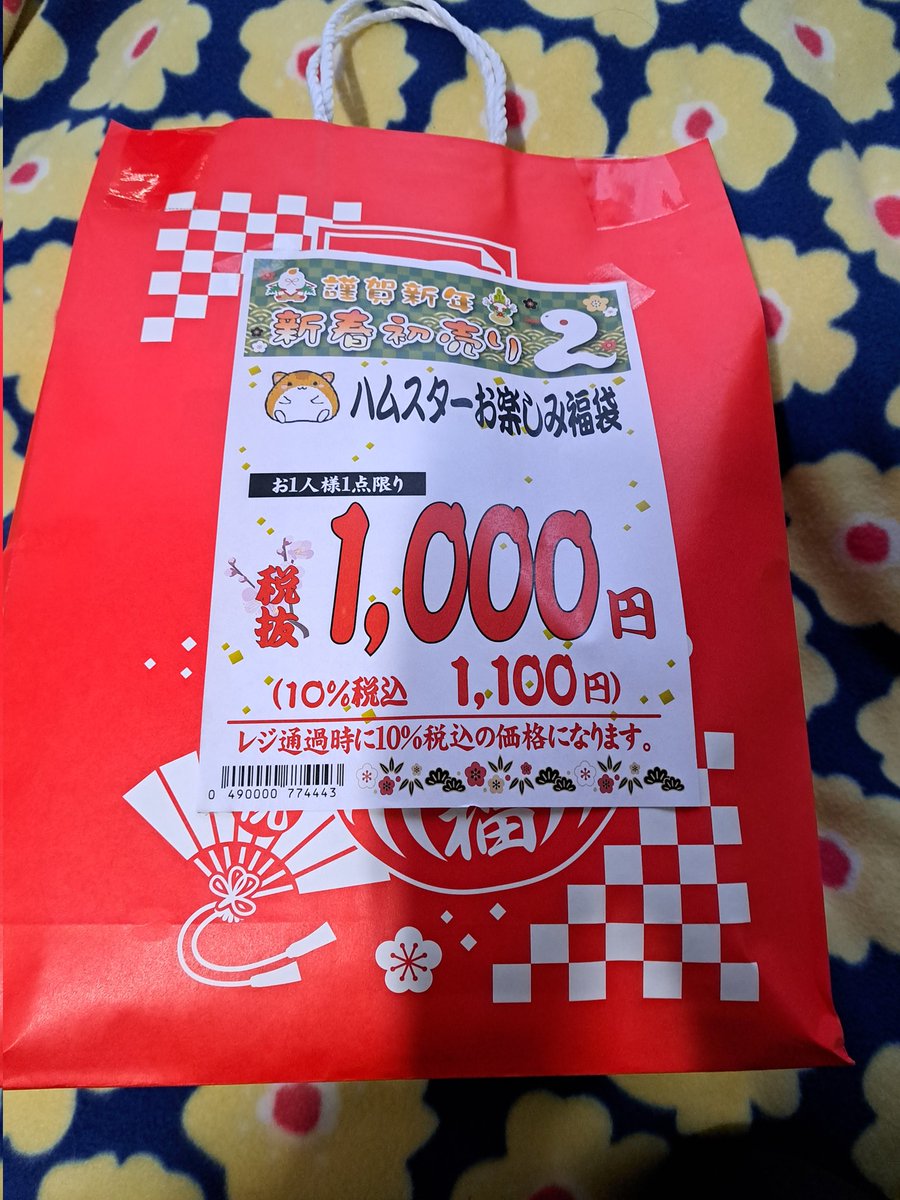 謹賀新年
新春初売り
ハムスターお楽しみ福袋
お1人様1点限り
税抜
1,000円
(10%税込 1,100円)
レジ通過時に10%税込の価格になります。
0 490000 774443
福